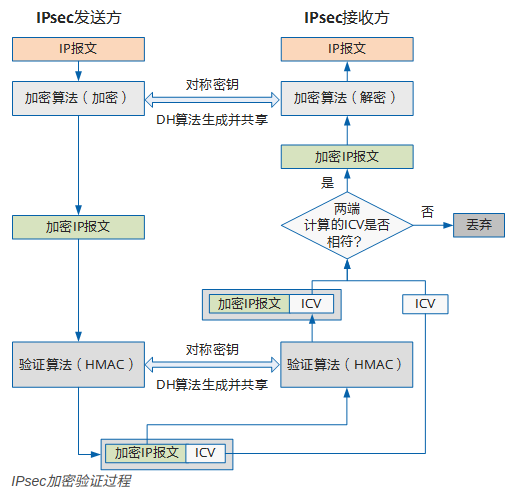 IPsec发送方
IPsec接收方
IP报文
IP报文
加密算法（加密）
对称密钥
DH算法生成并共享
加密算法（解密）
加密IP报文
是
加密IP报文
两端
计算的ICV是否
相符?
否
丢弃
加密IP报文
ICV
ICV
验证算法（HMAC）
对称密钥
DH算法生成并共享
验证算法（HMAC）
加密IP报文
ICV
IPsec加密验证过程